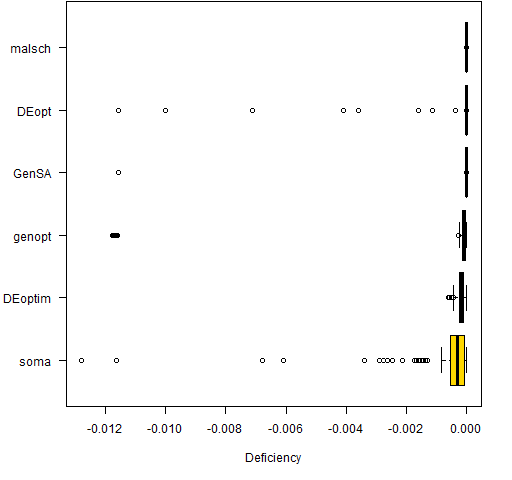 malsch
DEopt
GenSA
genopt
DEoptim
soma
-0.012 -0.010 -0.008 -0.006 -0.004 -0.002 0.000
Deficiency